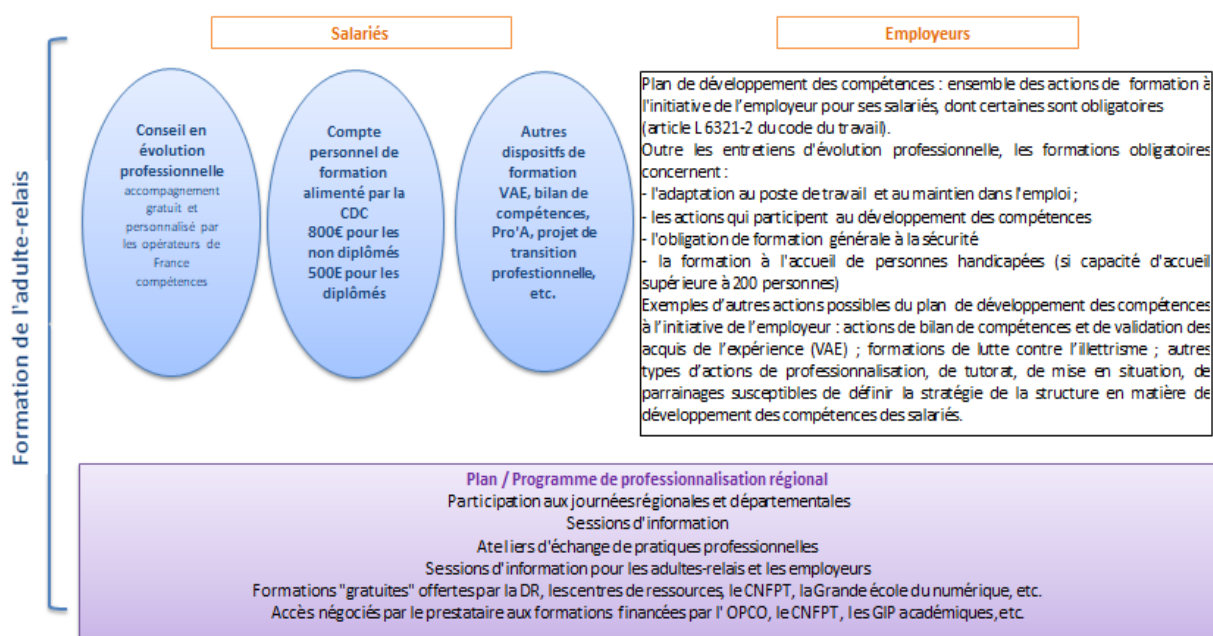 Formation de l'adulte-relais
Salariés
Conseil en
évolution
professionnelle
accompagnement
gratuit et
personnalisé par
les opérateurs de
France
compétences
Compte
personnel de
formation
alimenté par la
CDC
800€ pour les
non diplômés
500E pour les
diplômés
Autres
dispositfs de
formation
VAE, bilan de
compétences,
Pro'A, projet de
transition
profestionnelle,
etc.
Employeurs
Plan de développement des compétences : ensemble des actions de formation à
l'initiative de l'employeur pour ses salariés, dont certaines sont obligatoires
(article L 6321-2 du code du travail).
Outre les entretiens d'évolution professionnelle, les formations obligatoires
concernent :
- l'adaptation au poste de travail et au maintien dans l'emploi ;
- les actions qui participent au développement des compétences
- l'obligation de formation générale à la sécurité
- la formation à l'accueil de personnes handicapées (si capacité d'accueil
supérieure à 200 personnes)
Exemples d'autres actions possibles du plan de développement des compétences
à l'initiative de l'employeur : actions de bilan de compétences et de validation des
acquis de l'expérience (VAE) ; formations de lutte contre l'illettrisme ; autres
types d'actions de professionnalisation, de tutorat, de mise en situation, de
parrainages susceptibles de définir la stratégie de la structure en matière de
développement des compétences des salariés.
Plan / Programme de professionnalisation régional
Participation aux journées régionales et départementales
Sessions d'information
Ateliers d'échange de pratiques professionnelles
Sessions d'information pour les adultes-relais et les employeurs
Formations "gratuites" offertes par la DR, les centres de ressources, le CNFPT, la Grande école du numérique, etc.
Accès négociés par le prestataire aux formations financées par l' OPCO, le CNFPT, les GIP académiques, etc.